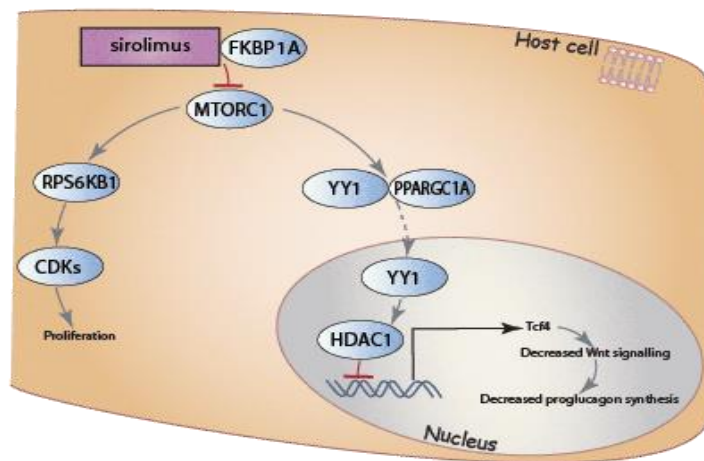 sirolimus
FKBP1A
Host cell
MTORC1
RPS6KB1
YY1
PPARGC1A
CDKs
YY1
Proliferation
HDAC1
Tcf4
Decreased Wnt signalling
Decreased proglucagon synthesis
Nucleus